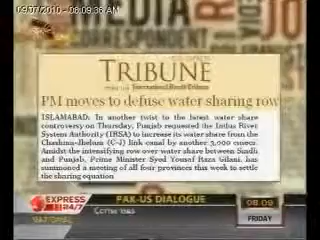 09/07/2010 - 06:09:36 AM
DIA
CORRESPONDENT
TRIBUNE
International Herald Tribune
PM moves to defuse water sharing row
ISLAMABAD: In another twist to the latest water
controversy on Thursday, Punjab requested the Indus River
System Authority (IRSA) to increase its water share from the
Chashma-Jhelum (C-J) link canal by another 3,000 cusecs.
Amidst the intensifying row over water share between Sindh
and Punjab, Prime Minister Syed Yousaf Raza Gilani, has
summoned a meeting of all four provinces this week to settle
the sharing equation
EXPRESS
24/7
PAK-US DIALOGUE
NATIONAL
08:09
FRIDAY